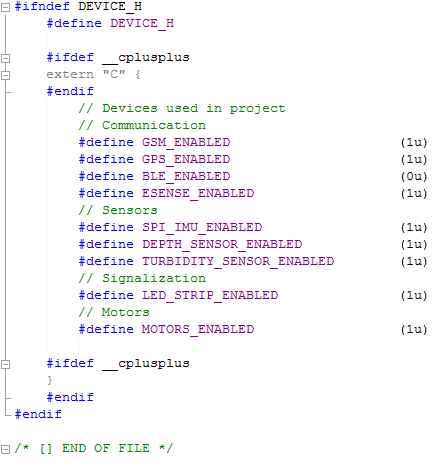 #ifndef DEVICE_H
    #define DEVICE_H

    #ifdef __cplusplus
    extern "C" {
    #endif
        // Devices used in project
        // Communication
        #define GSM_ENABLED                     (1u)
        #define GPS_ENABLED                     (1u)
        #define BLE_ENABLED                     (0u)
        #define ESENSE_ENABLED                  (1u)
        // Sensors
        #define SPI_IMU_ENABLED                 (1u)
        #define DEPTH_SENSOR_ENABLED            (1u)
        #define TURBIDITY_SENSOR_ENABLED        (1u)
        // Signalization
        #define LED_STRIP_ENABLED               (1u)
        // Motors
        #define MOTORS_ENABLED                  (1u)

    #ifdef __cplusplus
    }
    #endif
#endif

/* [] END OF FILE */